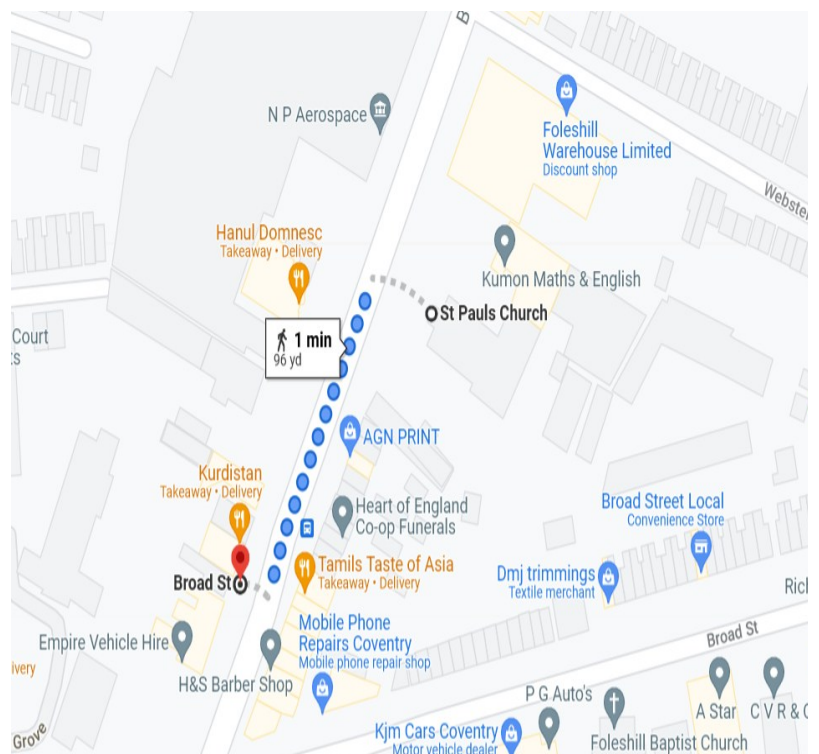 B
N P Aerospace
Foleshill
Warehouse Limited
Discount shop
Webster
Hanul Domnesc
Takeaway • Delivery
Kumon Maths & English
St Pauls Church
Court
ts
1 min
96 yd
AGN PRINT
Kurdistan
Takeaway • Delivery
Heart of England
Co-op Funerals
Broad Street Local
Convenience Store
Tamils Taste of Asia
Takeaway • Delivery
Dmj trimmings
Textile merchant
Broad St
Rich
Mobile Phone
Repairs Coventry
Mobile phone repair shop
Broad St
Empire Vehicle Hire
livery
H&S Barber Shop
P G Auto's
A Star
C V R & C
Grove
Kjm Cars Coventry
Motor vehicle dealer
Foleshill Baptist Church